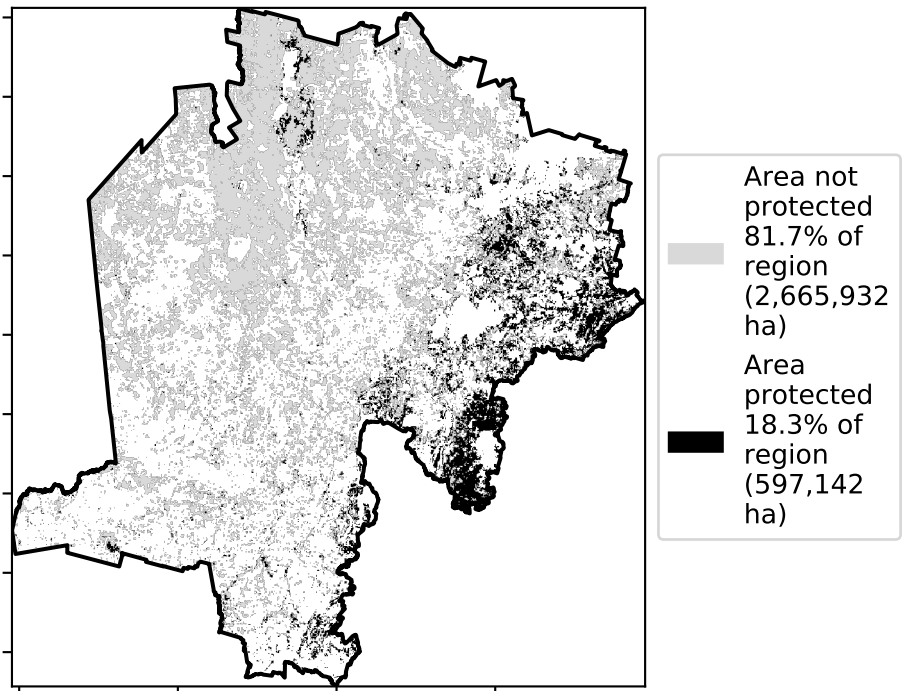 Area not
protected
81.7% of
region
(2,665,932
ha)
Area
protected
18.3% of
region
(597,142
ha)